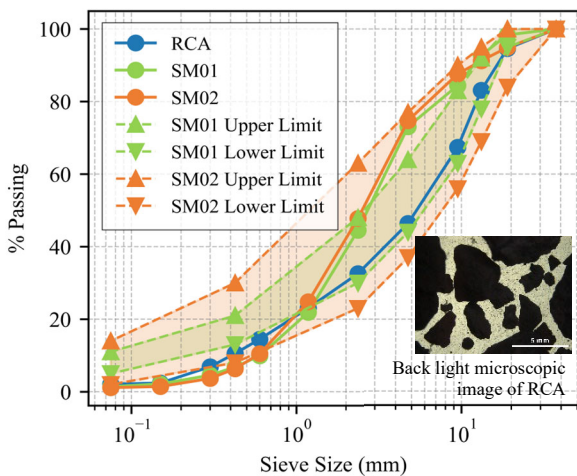 100
80
60
40
20
0
% Passing
RCA
SM01
SM02
SM01 Upper Limit
SM01 Lower Limit
SM02 Upper Limit
SM02 Lower Limit
5 mm
Back light microscopic
image of RCA
10⁻¹ 10⁰ 10¹
Sieve Size (mm)